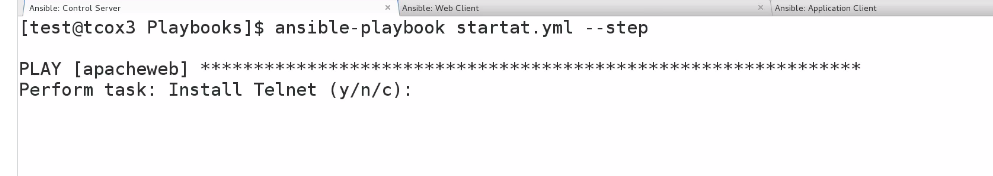 Ansible: Control Server × Ansible: Web Client × Ansible: Application Client
[test@tcox3 Playbooks]$ ansible-playbook startat.yml --step
PLAY [apacheweb] **************************************************************
Perform task: Install Telnet (y/n/c):